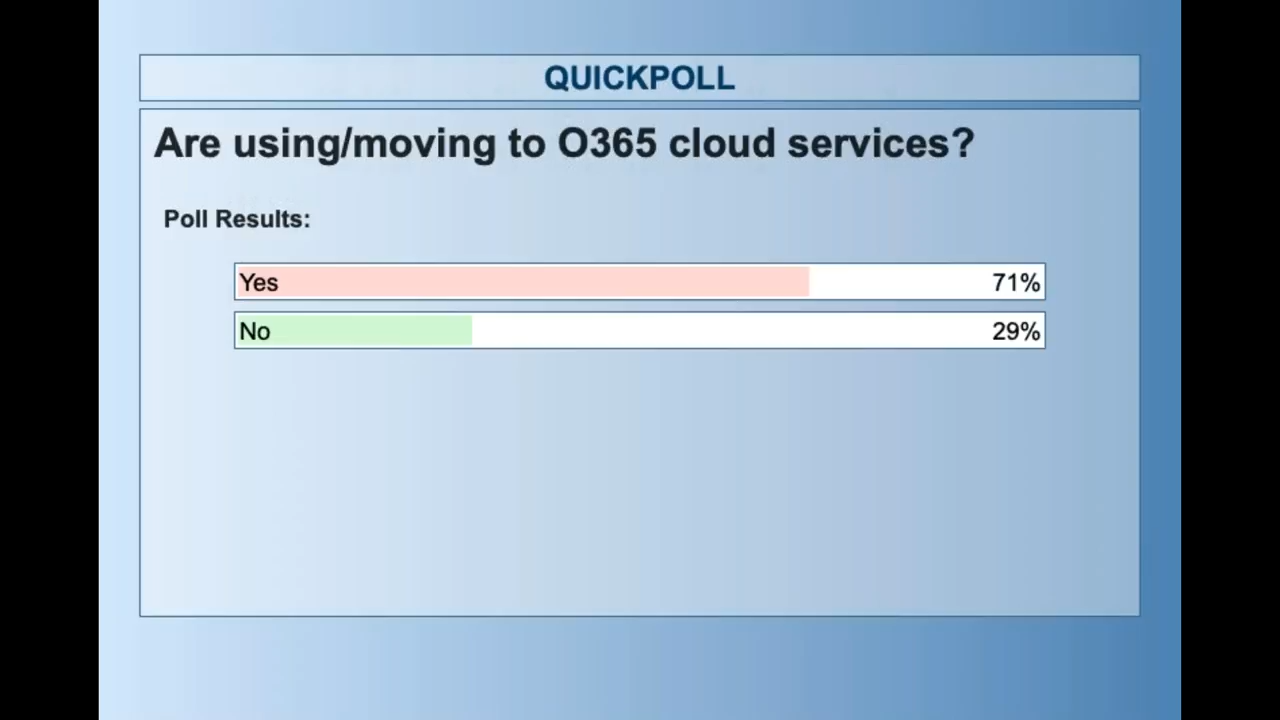 QUICKPOLL
Are using/moving to O365 cloud services?
Poll Results:
Yes 71%
No 29%